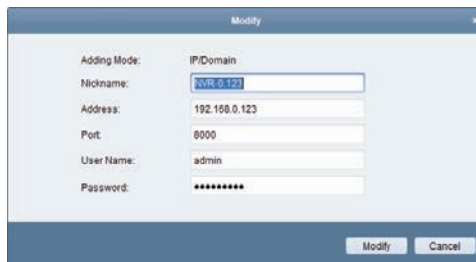 Modify
Adding Mode: IP/Domain
Nickname: NVR-0.123
Address: 192.168.0.123
Port: 8000
User Name: admin
Password: •••••••••
Modify Cancel